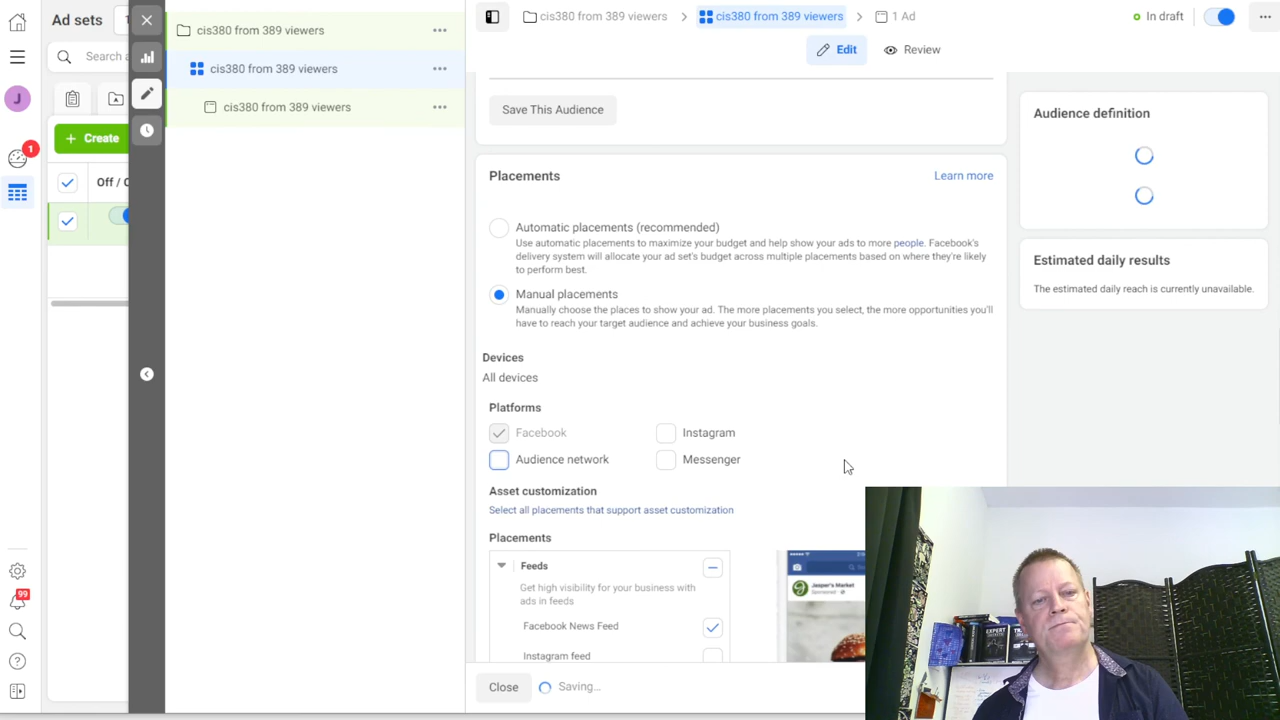 Ad sets
Search a
Create
Off / O
1
99
J
cis380 from 389 viewers
cis380 from 389 viewers
cis380 from 389 viewers
cis380 from 389 viewers
cis380 from 389 viewers
1 Ad
In draft
Edit
Review
Save This Audience
Placements
Learn more
Automatic placements (recommended)
Use automatic placements to maximize your budget and help show your ads to more people. Facebook's
delivery system will allocate your ad set's budget across multiple placements based on where they're likely
to perform best.
Manual placements
Manually choose the places to show your ad. The more placements you select, the more opportunities you'll
have to reach your target audience and achieve your business goals.
Devices
All devices
Platforms
Facebook
Instagram
Audience network
Messenger
Asset customization
Select all placements that support asset customization
Placements
Feeds
Get high visibility for your business with
ads in feeds
Facebook News Feed
Instagram feed
Jasper's Market
Sponsored
Close
Saving...
Audience definition
Estimated daily results
The estimated daily reach is currently unavailable.
EXPERT